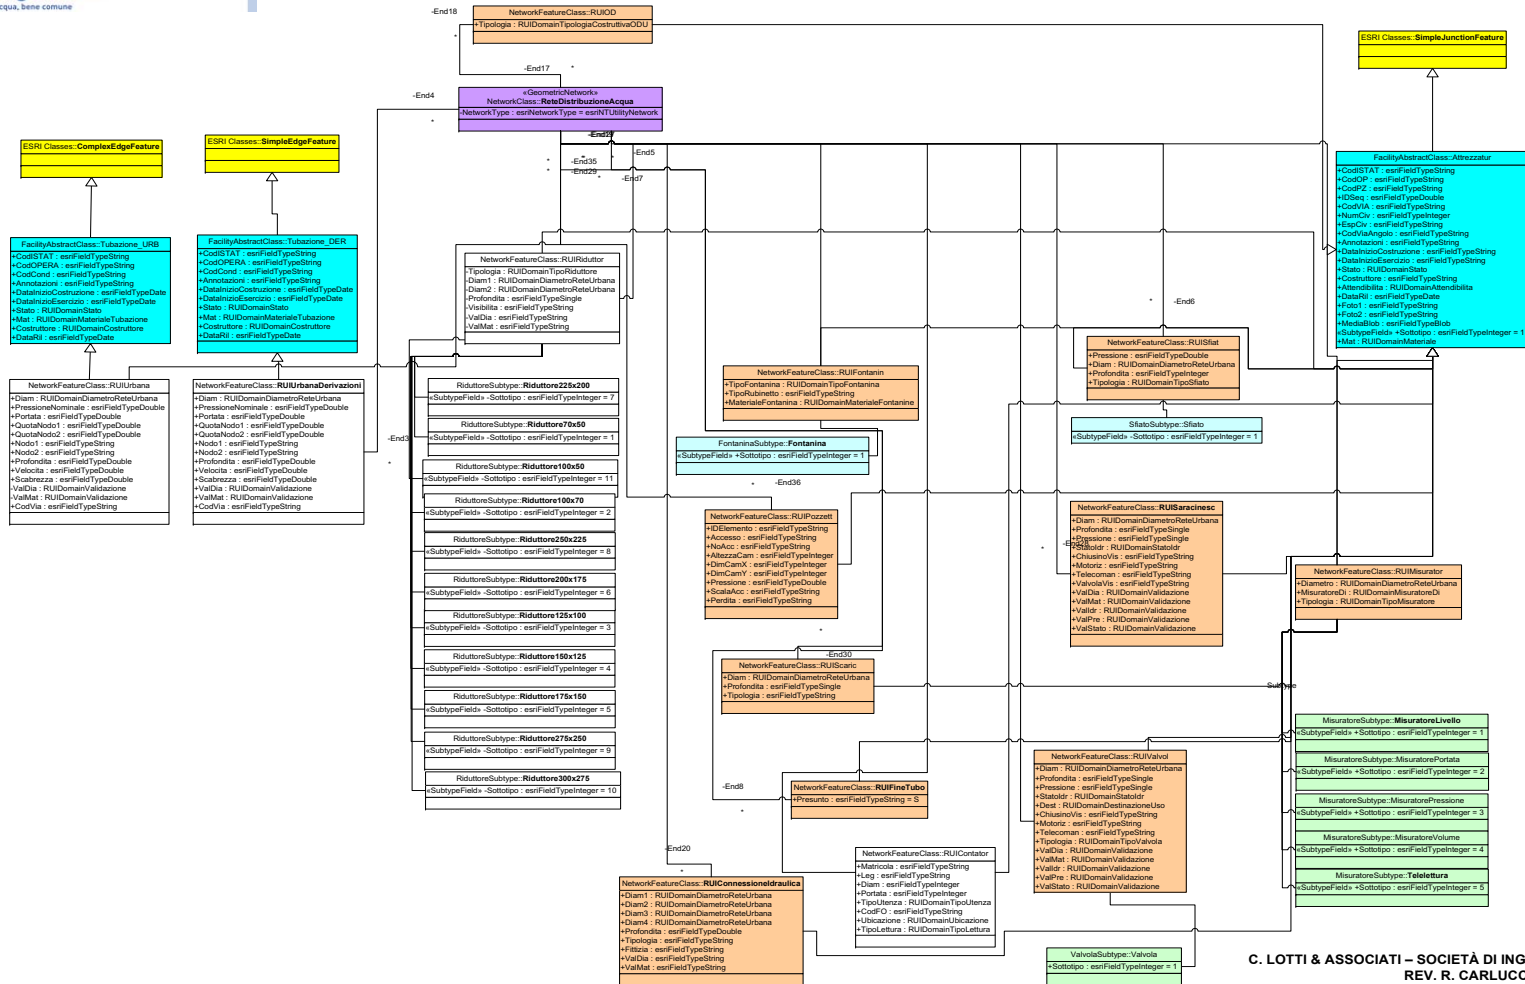 cqua, bene comune
-End18
NetworkFeatureClass::RUIOD
+Tipologia : RUIDomainTipologiaCostruttivaODU
*
-End17
*
«GeometricNetwork»
NetworkClass::ReteDistribuzioneAcqua
-NetworkType : esriNetworkType = esriNTUtilityNetwork
-End4
*
-End5
-End35
-End29
-End7
*
ESRI Classes::SimpleJunctionFeature
ESRI Classes::ComplexEdgeFeature
ESRI Classes::SimpleEdgeFeature
FacilityAbstractClass::Attrezzatur
+CodISTAT : esriFieldTypeString
+CodOP : esriFieldTypeString
+CodPZ : esriFieldTypeString
+IDSeq : esriFieldTypeDouble
+CodVIA : esriFieldTypeString
+NumCiv : esriFieldTypeInteger
+EspCiv : esriFieldTypeString
+CodViaAngolo : esriFieldTypeString
+Annotazioni : esriFieldTypeString
+DataInizioCostruzione : esriFieldTypeString
+DataInizioEsercizio : esriFieldTypeString
+Stato : RUIDomainStato
+Costruttore : esriFieldTypeString
+Attendibilita : RUIDomainAttendibilita
+DataRil : esriFieldTypeDate
+Foto1 : esriFieldTypeString
+Foto2 : esriFieldTypeString
+MediaBlob : esriFieldTypeBlob
«SubtypeField» +Sottotipo : esriFieldTypeInteger = 1
+Mat : RUIDomainMateriale
FacilityAbstractClass::Tubazione_URB
+CodISTAT : esriFieldTypeString
+CodOPERA : esriFieldTypeString
+CodCond : esriFieldTypeString
+Annotazioni : esriFieldTypeString
+DataInizioCostruzione : esriFieldTypeDate
+DataInizioEsercizio : esriFieldTypeDate
+Stato : RUIDomainStato
+Mat : RUIDomainMaterialeTubazione
+Costruttore : RUIDomainCostruttore
+DataRil : esriFieldTypeDate
FacilityAbstractClass::Tubazione_DER
+CodISTAT : esriFieldTypeString
+CodOPERA : esriFieldTypeString
+CodCond : esriFieldTypeString
+Annotazioni : esriFieldTypeString
+DataInizioCostruzione : esriFieldTypeDate
+DataInizioEsercizio : esriFieldTypeDate
+Stato : RUIDomainStato
+Mat : RUIDomainMaterialeTubazione
+Costruttore : RUIDomainCostruttore
+DataRil : esriFieldTypeDate
NetworkFeatureClass::RUIRiduttor
-Tipologia : RUIDomainTipoRiduttore
-Diam1 : RUIDomainDiametroReteUrbana
-Diam2 : RUIDomainDiametroReteUrbana
-Profondita : esriFieldTypeSingle
-Visibilita : esriFieldTypeString
-ValDia : esriFieldTypeString
-ValMat : esriFieldTypeString
*
-End6
NetworkFeatureClass::RUISfiat
+Pressione : esriFieldTypeDouble
+Diam : RUIDomainDiametroReteUrbana
+Profondita : esriFieldTypeInteger
+Tipologia : RUIDomainTipoSfiato
SfiatoSubtype::Sfiato
«SubtypeField» -Sottotipo : esriFieldTypeInteger = 1
NetworkFeatureClass::RUIUrbana
+Diam : RUIDomainDiametroReteUrbana
+PressioneNominale : esriFieldTypeDouble
+Portata : esriFieldTypeDouble
+QuotaNodo1 : esriFieldTypeDouble
+QuotaNodo2 : esriFieldTypeDouble
+Nodo1 : esriFieldTypeString
+Nodo2 : esriFieldTypeString
+Profondita : esriFieldTypeDouble
+Velocita : esriFieldTypeDouble
+Scabrezza : esriFieldTypeDouble
-ValDia : RUIDomainValidazione
-ValMat : RUIDomainValidazione
+CodVia : esriFieldTypeString
NetworkFeatureClass::RUIUrbanaDerivazioni
+Diam : RUIDomainDiametroReteUrbana
+PressioneNominale : esriFieldTypeDouble
+Portata : esriFieldTypeDouble
+QuotaNodo1 : esriFieldTypeDouble
+QuotaNodo2 : esriFieldTypeDouble
+Nodo1 : esriFieldTypeString
+Nodo2 : esriFieldTypeString
+Profondita : esriFieldTypeDouble
+Velocita : esriFieldTypeDouble
+Scabrezza : esriFieldTypeDouble
+ValDia : RUIDomainValidazione
+ValMat : RUIDomainValidazione
+CodVia : esriFieldTypeString
-End3
*
RiduttoreSubtype::Riduttore225x200
«SubtypeField» -Sottotipo : esriFieldTypeInteger = 7
RiduttoreSubtype::Riduttore70x50
«SubtypeField» -Sottotipo : esriFieldTypeInteger = 1
RiduttoreSubtype::Riduttore100x50
«SubtypeField» -Sottotipo : esriFieldTypeInteger = 11
RiduttoreSubtype::Riduttore100x70
«SubtypeField» -Sottotipo : esriFieldTypeInteger = 2
RiduttoreSubtype::Riduttore250x225
«SubtypeField» -Sottotipo : esriFieldTypeInteger = 8
RiduttoreSubtype::Riduttore200x175
«SubtypeField» -Sottotipo : esriFieldTypeInteger = 6
RiduttoreSubtype::Riduttore125x100
«SubtypeField» -Sottotipo : esriFieldTypeInteger = 3
RiduttoreSubtype::Riduttore150x125
«SubtypeField» -Sottotipo : esriFieldTypeInteger = 4
RiduttoreSubtype::Riduttore175x150
«SubtypeField» -Sottotipo : esriFieldTypeInteger = 5
RiduttoreSubtype::Riduttore275x250
«SubtypeField» -Sottotipo : esriFieldTypeInteger = 9
RiduttoreSubtype::Riduttore300x275
«SubtypeField» -Sottotipo : esriFieldTypeInteger = 10
NetworkFeatureClass::RUIFontanin
+TipoFontanina : RUIDomainTipoFontanina
+TipoRubinetto : esriFieldTypeString
+MaterialeFontanina : RUIDomainMaterialeFontanine
FontaninaSubtype::Fontanina
«SubtypeField» +Sottotipo : esriFieldTypeInteger = 1
-End36
*
NetworkFeatureClass::RUIPozzett
+IDElemento : esriFieldTypeString
+Accesso : esriFieldTypeString
+NoAcc : esriFieldTypeString
+AltezzaCam : esriFieldTypeInteger
+DimCamX : esriFieldTypeInteger
+DimCamY : esriFieldTypeInteger
+Pressione : esriFieldTypeDouble
+ScalaAcc : esriFieldTypeString
+Perdita : esriFieldTypeString
*
-End30
NetworkFeatureClass::RUIScaric
+Diam : RUIDomainDiametroReteUrbana
+Profondita : esriFieldTypeSingle
+Tipologia : esriFieldTypeString
NetworkFeatureClass::RUISaracinesc
+Diam : RUIDomainDiametroReteUrbana
+Profondita : esriFieldTypeSingle
+Pressione : esriFieldTypeSingle
+StatoIdr : RUIDomainStatoIdr
+ChiusinoVis : esriFieldTypeString
+Motoriz : esriFieldTypeString
+Telecoman : esriFieldTypeString
+ValvolaVis : esriFieldTypeString
+ValDia : RUIDomainValidazione
+ValMat : RUIDomainValidazione
+ValIdr : RUIDomainValidazione
+ValPre : RUIDomainValidazione
+ValStato : RUIDomainValidazione
-End28
*
NetworkFeatureClass::RUIMisurator
+Diametro : RUIDomainDiametroReteUrbana
+MisuratoreDi : RUIDomainMisuratoreDi
+Tipologia : RUIDomainTipoMisuratore
Subtype
MisuratoreSubtype::MisuratoreLivello
«SubtypeField» +Sottotipo : esriFieldTypeInteger = 1
MisuratoreSubtype::MisuratorePortata
«SubtypeField» +Sottotipo : esriFieldTypeInteger = 2
MisuratoreSubtype::MisuratorePressione
«SubtypeField» +Sottotipo : esriFieldTypeInteger = 3
MisuratoreSubtype::MisuratoreVolume
«SubtypeField» +Sottotipo : esriFieldTypeInteger = 4
MisuratoreSubtype::Telelettura
«SubtypeField» +Sottotipo : esriFieldTypeInteger = 5
-End8
*
NetworkFeatureClass::RUIFineTubo
+Presunto : esriFieldTypeString = S
NetworkFeatureClass::RUIValvol
+Diam : RUIDomainDiametroReteUrbana
+Profondita : esriFieldTypeSingle
+Pressione : esriFieldTypeSingle
+StatoIdr : RUIDomainStatoIdr
+Dest : RUIDomainDestinazioneUso
+ChiusinoVis : esriFieldTypeString
+Motoriz : esriFieldTypeString
+Telecoman : esriFieldTypeString
+Tipologia : RUIDomainTipoValvola
+ValDia : RUIDomainValidazione
+ValMat : RUIDomainValidazione
+ValIdr : RUIDomainValidazione
+ValPre : RUIDomainValidazione
+ValStato : RUIDomainValidazione
-End20
*
NetworkFeatureClass::RUIConnessioneIdraulica
+Diam1 : RUIDomainDiametroReteUrbana
+Diam2 : RUIDomainDiametroReteUrbana
+Diam3 : RUIDomainDiametroReteUrbana
+Diam4 : RUIDomainDiametroReteUrbana
+Profondita : esriFieldTypeDouble
+Tipologia : esriFieldTypeString
+Fittizia : esriFieldTypeString
+ValDia : esriFieldTypeString
+ValMat : esriFieldTypeString
NetworkFeatureClass::RUIContator
+Matricola : esriFieldTypeString
+Leg : esriFieldTypeString
+Diam : esriFieldTypeInteger
+Portata : esriFieldTypeInteger
+TipoUtenza : RUIDomainTipoUtenza
+CodFO : esriFieldTypeString
+Ubicazione : RUIDomainUbicazione
+TipoLettura : RUIDomainTipoLettura
ValvolaSubtype::Valvola
+Sottotipo : esriFieldTypeInteger = 1
C. LOTTI & ASSOCIATI – SOCIETÀ DI ING
REV. R. CARLUCC